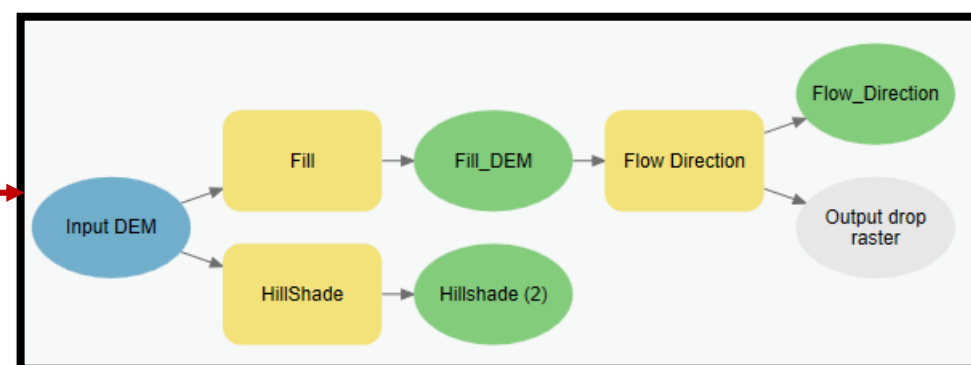 Input DEM
Fill
Fill_DEM
Flow Direction
Flow_Direction
Output drop
raster
HillShade
Hillshade (2)